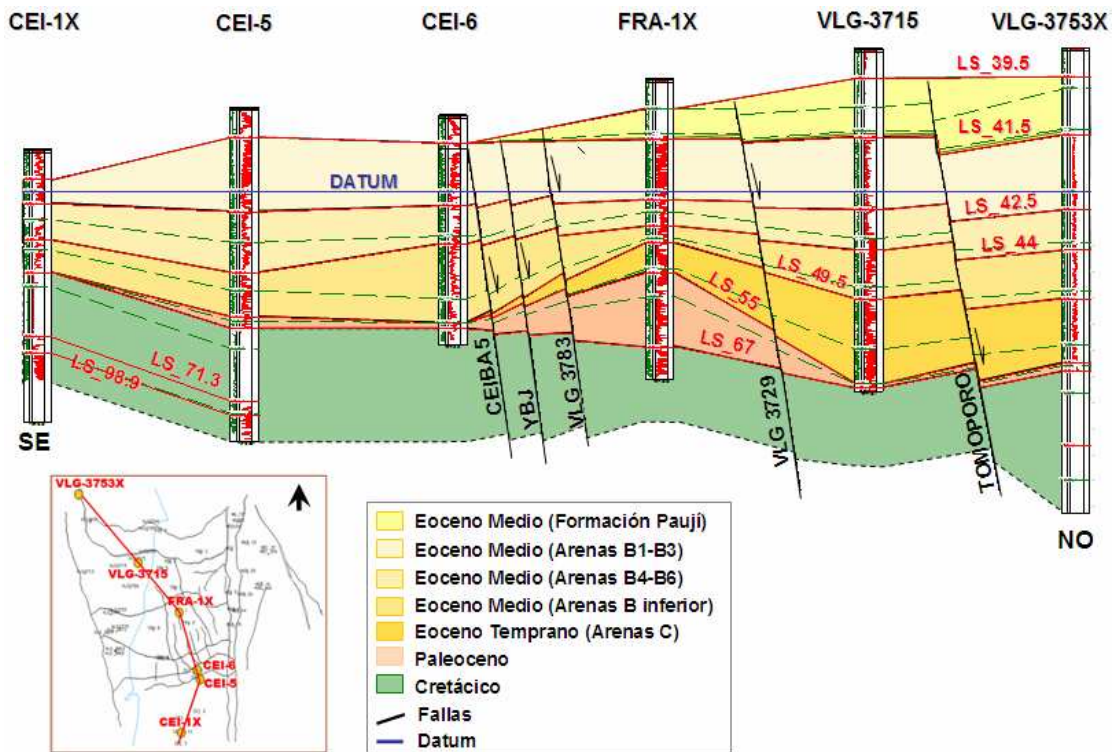 CEI-1X CEI-5 CEI-6 FRA-1X VLG-3715 VLG-3753X
LS_39.5
LS_41.5
DATUM
LS_42.5
LS_44
LS_49.5
LS_55
LS_67
LS_71.3
LS_98.9
CEIBA5
YBJ
VLG 3783
VLG 3729
TOMOPORO
SE
NO
VLG-3753X
VLG-3715
FRA-1X
CEI-6
CEI-5
CEI-1X
Eoceno Medio (Formación Paují)
Eoceno Medio (Arenas B1-B3)
Eoceno Medio (Arenas B4-B6)
Eoceno Medio (Arenas B inferior)
Eoceno Temprano (Arenas C)
Paleoceno
Cretácico
Fallas
Datum